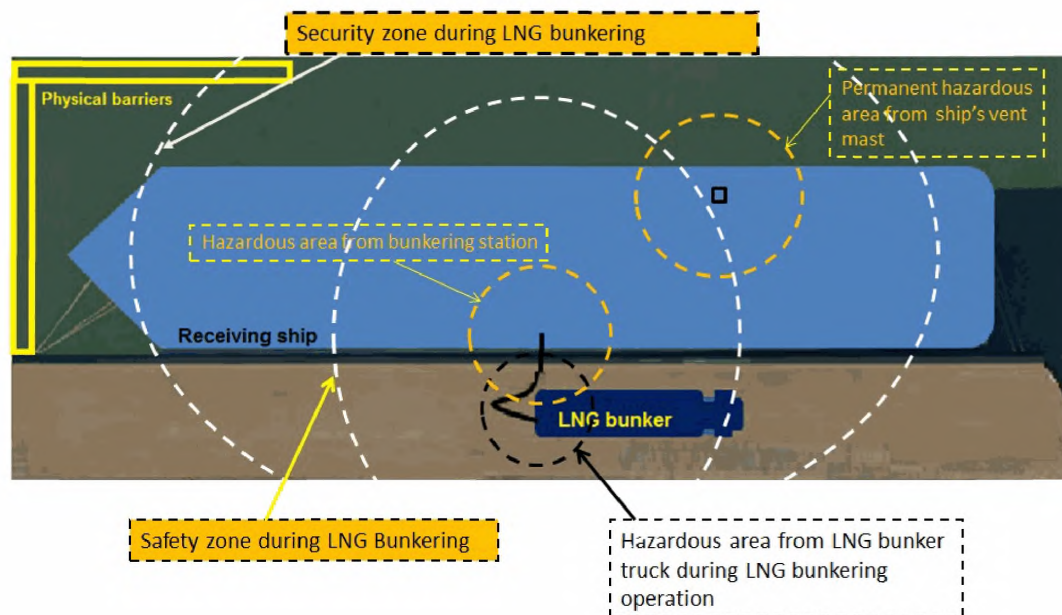 Security zone during LNG bunkering
Physical barriers
Permanent hazardous
area from ship's vent
mast
Hazardous area from bunkering station
Receiving ship
LNG bunker
Safety zone during LNG Bunkering
Hazardous area from LNG bunker
truck during LNG bunkering
operation